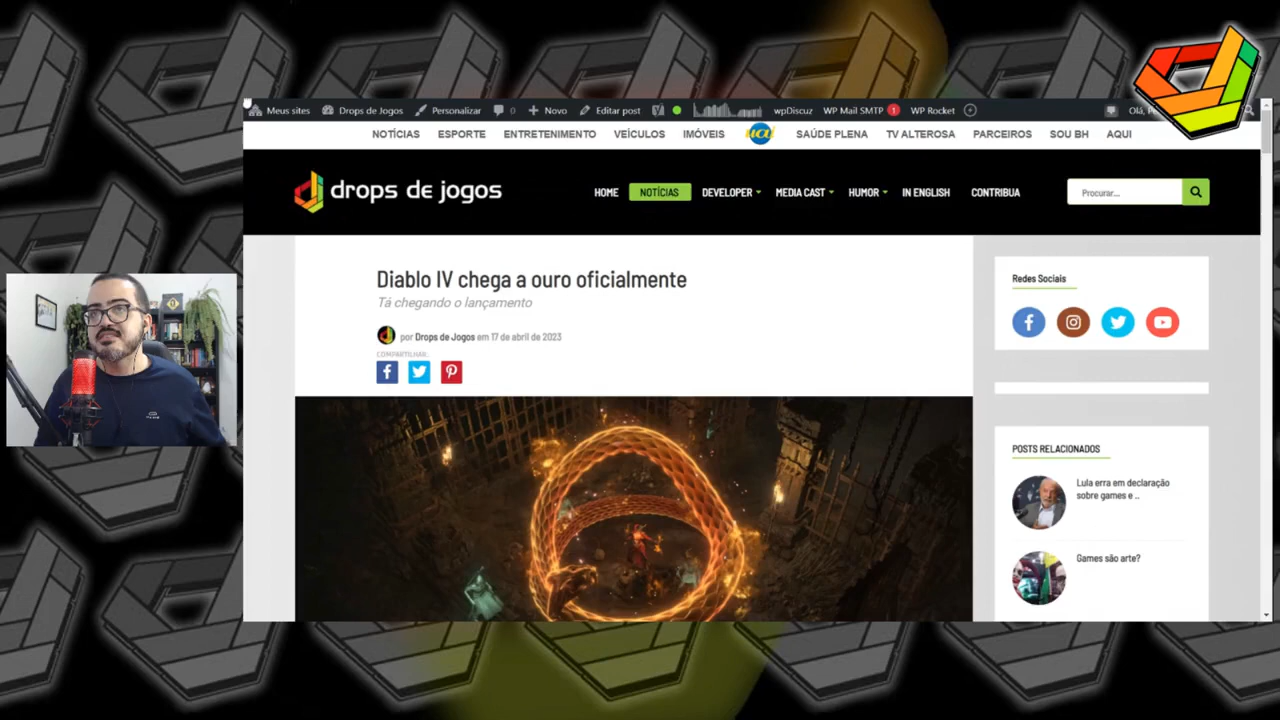 Meus sites Drops de Jogos Personalizar 0 Novo Editar post wpDiscuz WP Mail SMTP 1 WP Rocket Olá,
NOTÍCIAS ESPORTE ENTRETENIMENTO VEÍCULOS IMÓVEIS UAI SAÚDE PLENA TV ALTEROSA PARCEIROS SOU BH AQUI
drops de jogos
HOME NOTÍCIAS DEVELOPER MEDIA CAST HUMOR IN ENGLISH CONTRIBUA
Procurar...
Diablo IV chega a ouro oficialmente
Tá chegando o lançamento
por Drops de Jogos em 17 de abril de 2023
COMPARTILHAR:
Redes Sociais
POSTS RELACIONADOS
Lula erra em declaração
sobre games e ..
Games são arte?